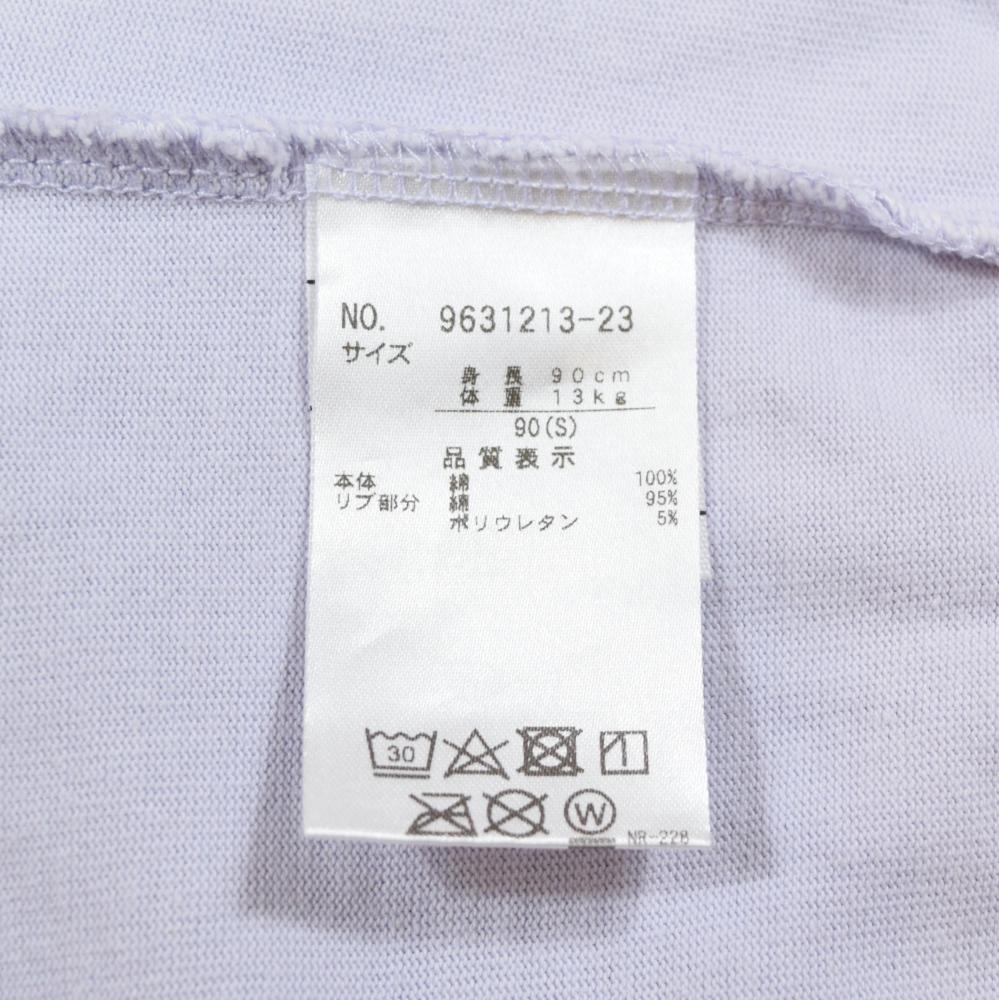 NO. 9631213-23
サイズ
身長 90cm
体重 13kg
90(S)
品質表示
本体 綿 100%
リブ部分 綿 95%
ポリウレタン 5%
30
W
NR-228